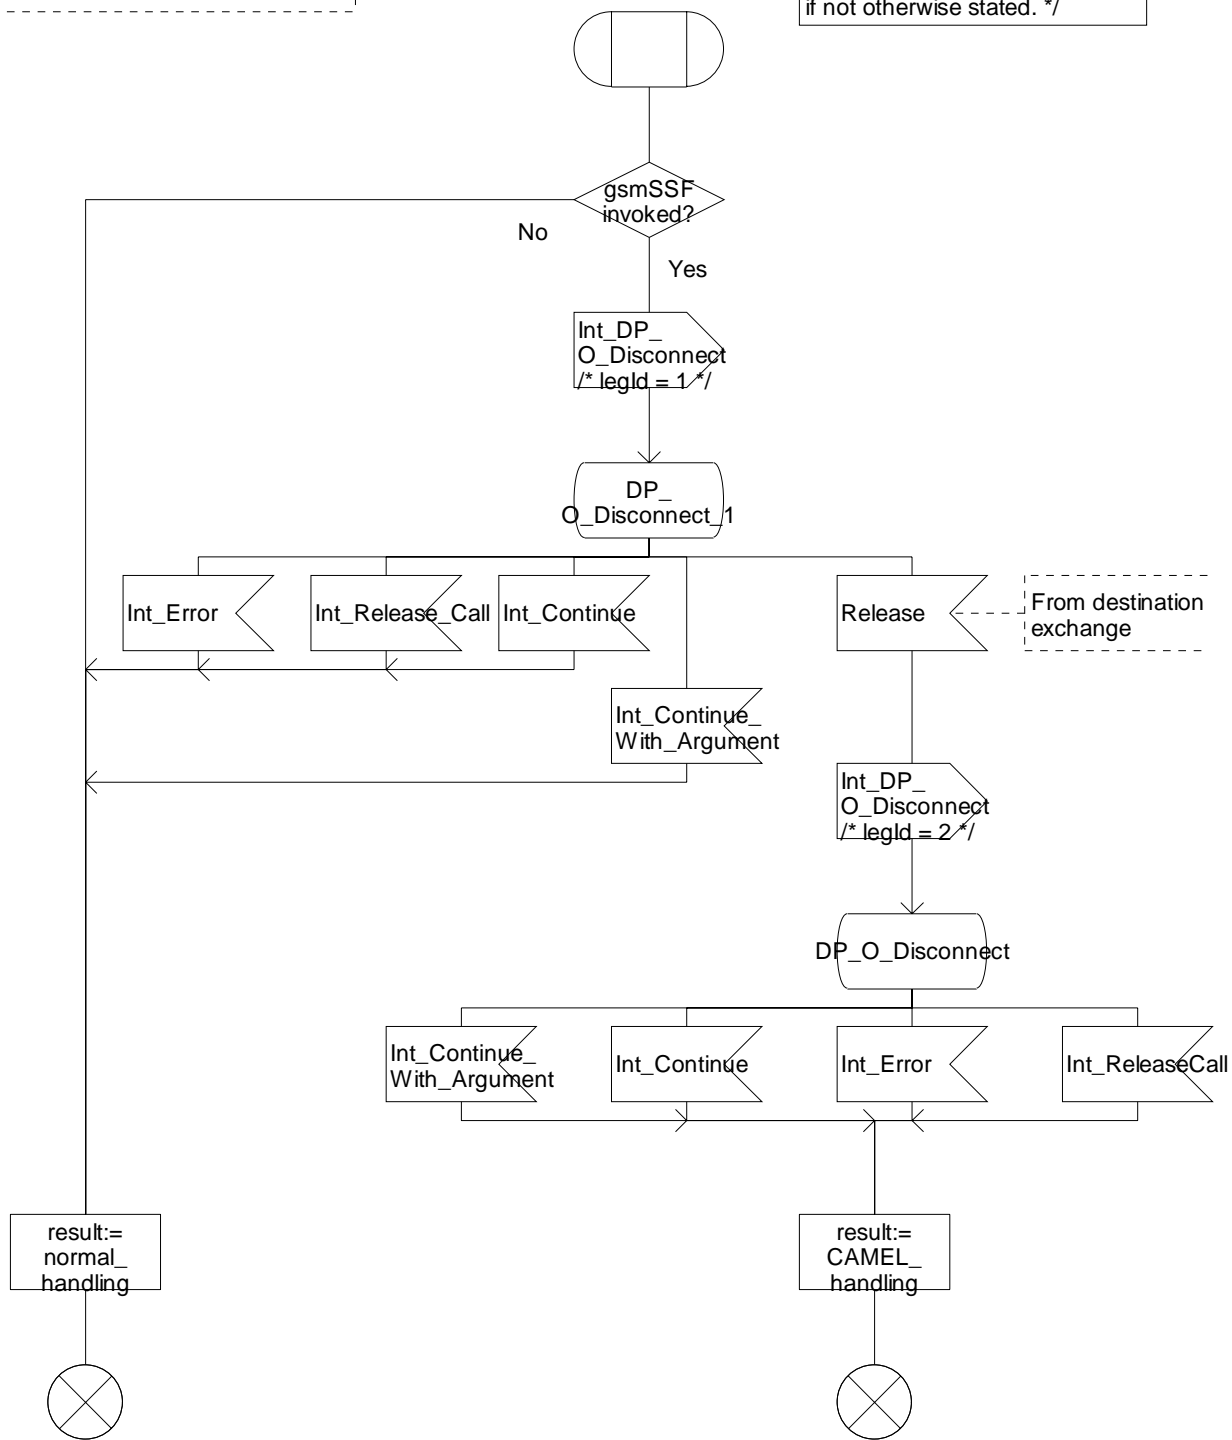 if not otherwise stated. */
gsmSSF
invoked?
No
Yes
Int_DP_
O_Disconnect
/* legId = 1 */
DP_
O_Disconnect_1
Int_Error
Int_Release_Call
Int_Continue
Release
From destination
exchange
Int_Continue_
With_Argument
Int_DP_
O_Disconnect
/* legId = 2 */
DP_O_Disconnect
Int_Continue_
With_Argument
Int_Continue
Int_Error
Int_ReleaseCall
result:=
normal_
handling
result:=
CAMEL_
handling